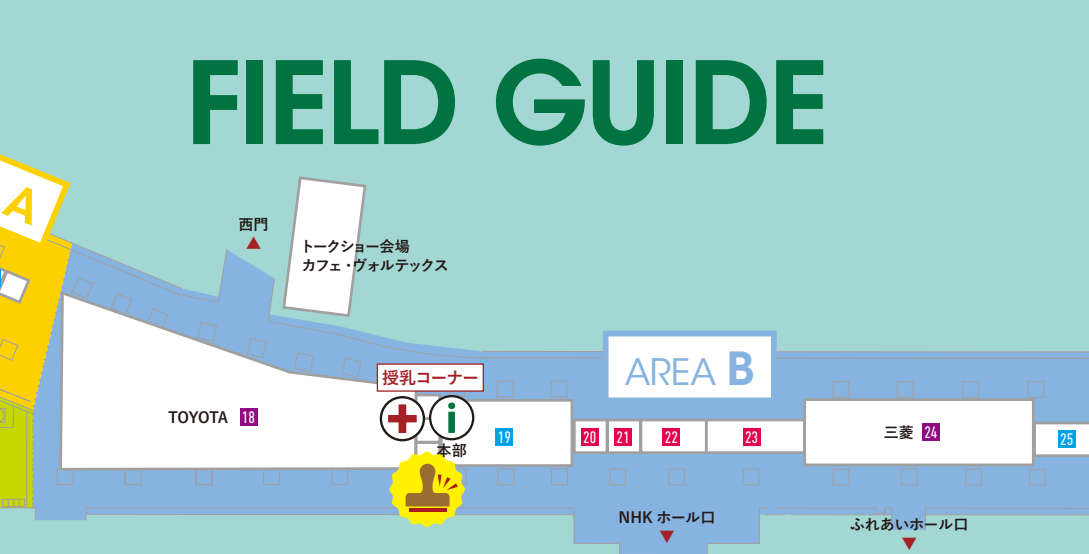 FIELD GUIDE
A
西門
トークショー会場
カフェ・ヴォルテックス
AREA B
授乳コーナー
TOYOTA 18
i
本部
19
20
21
22
23
三菱 24
25
NHK ホール口
ふれあいホール口